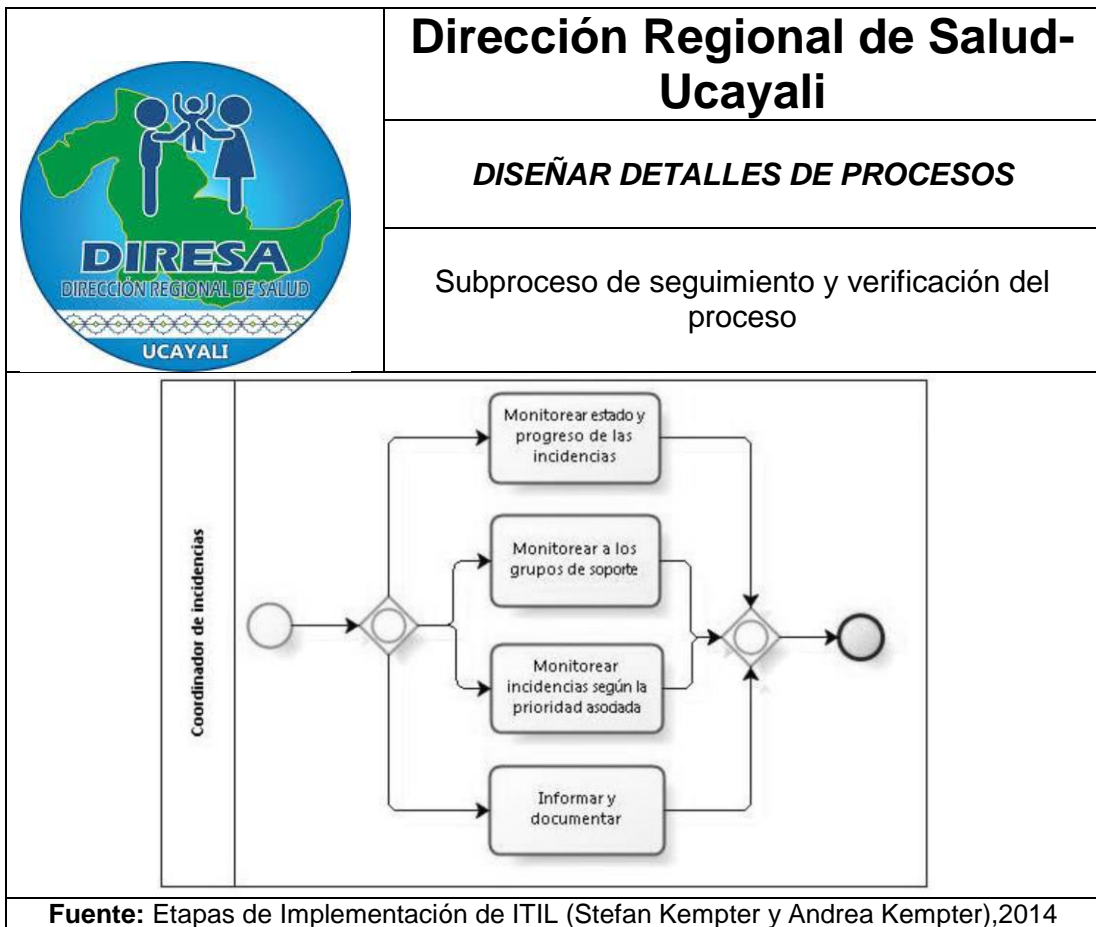 Dirección Regional de Salud-
Ucayali
DISEÑAR DETALLES DE PROCESOS
Subproceso de seguimiento y verificación del
proceso
DIRESA
DIRECCIÓN REGIONAL DE SALUD
UCAYALI
Coordinador de incidencias
Monitorear estado y
progreso de las
incidencias
Monitorear a los
grupos de soporte
Monitorear
incidencias según la
prioridad asociada
Informar y
documentar
Fuente: Etapas de Implementación de ITIL (Stefan Kempter y Andrea Kempter),2014